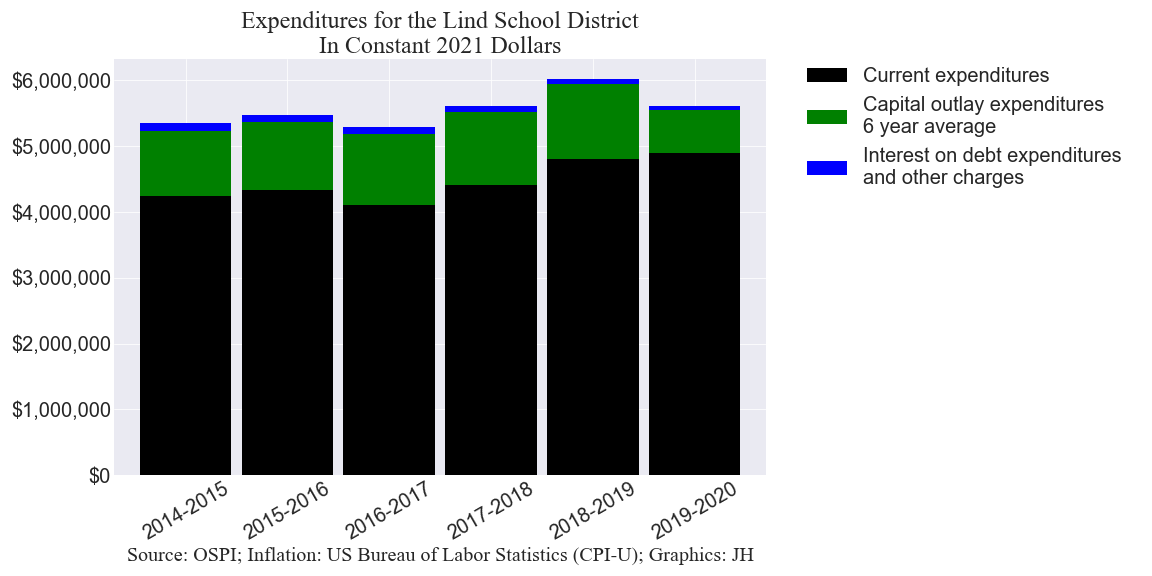 Expenditures for the Lind School District
In Constant 2021 Dollars
$6,000,000
$5,000,000
$4,000,000
$3,000,000
$2,000,000
$1,000,000
$0
2014-2015
2015-2016
2016-2017
2017-2018
2018-2019
2019-2020
Source: OSPI; Inflation: US Bureau of Labor Statistics (CPI-U); Graphics: JH
Current expenditures
Capital outlay expenditures
6 year average
Interest on debt expenditures
and other charges